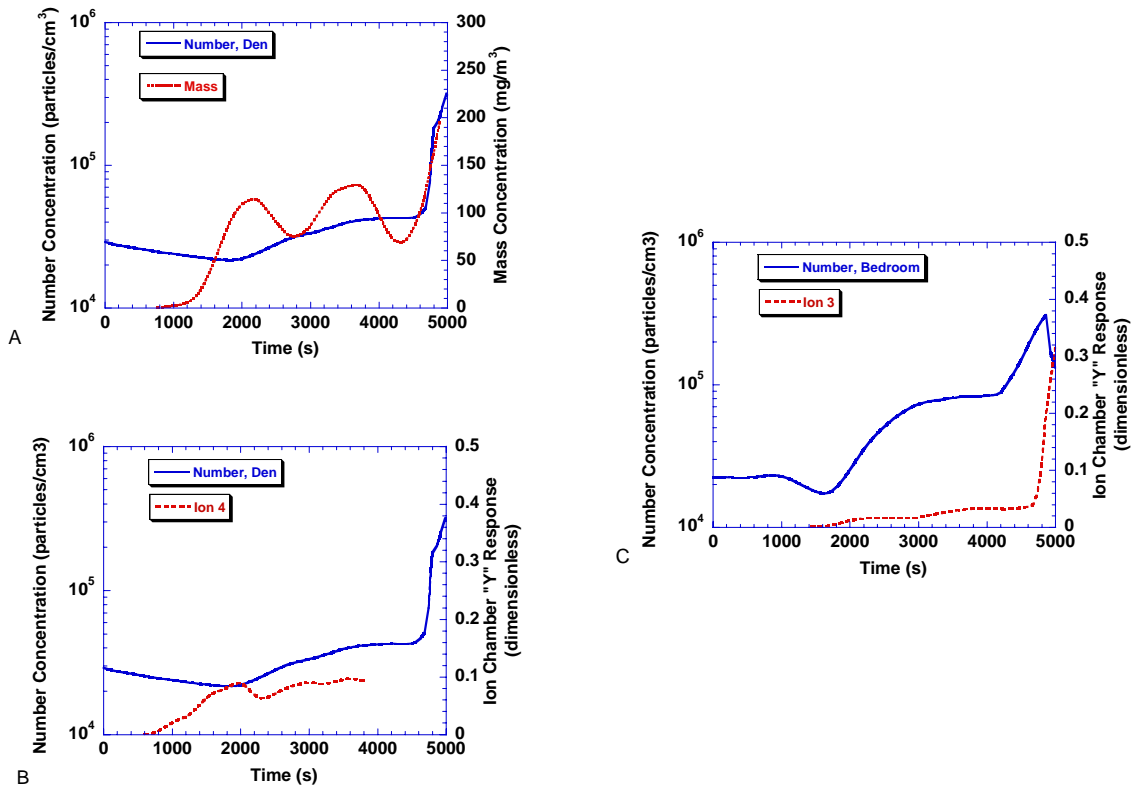 10^6
300
Number, Den
Mass
250
200
10^5
150
100
50
10^4
0
0 1000 2000 3000 4000 5000
Time (s)
Number Concentration (particles/cm^3)
Mass Concentration (mg/m^3)
A
10^6
0.5
Number, Den
Ion 4
0.4
0.3
10^5
0.2
0.1
10^4
0
0 1000 2000 3000 4000 5000
Time (s)
Number Concentration (particles/cm3)
Ion Chamber "Y" Response
(dimensionless)
B
10^6
0.5
Number, Bedroom
Ion 3
0.4
0.3
10^5
0.2
0.1
10^4
0
0 1000 2000 3000 4000 5000
Time (s)
Number Concentration (particles/cm3)
Ion Chamber "Y" Response
(dimensionless)
C